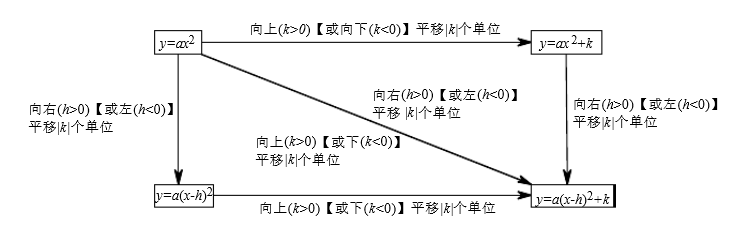 向上(k>0)【或向下(k<0)】平移|k|个单位
y=ax²
y=ax²+k
向右(h>0)【或左(h<0)】
平移|k|个单位
向右(h>0)【或左(h<0)】
平移 |k|个单位
向上(k>0)【或下(k<0)】
平移|k|个单位
向右(h>0)【或左(h<0)】
平移|k|个单位
y=a(x-h)²
向上(k>0)【或下(k<0)】平移|k|个单位
y=a(x-h)²+k